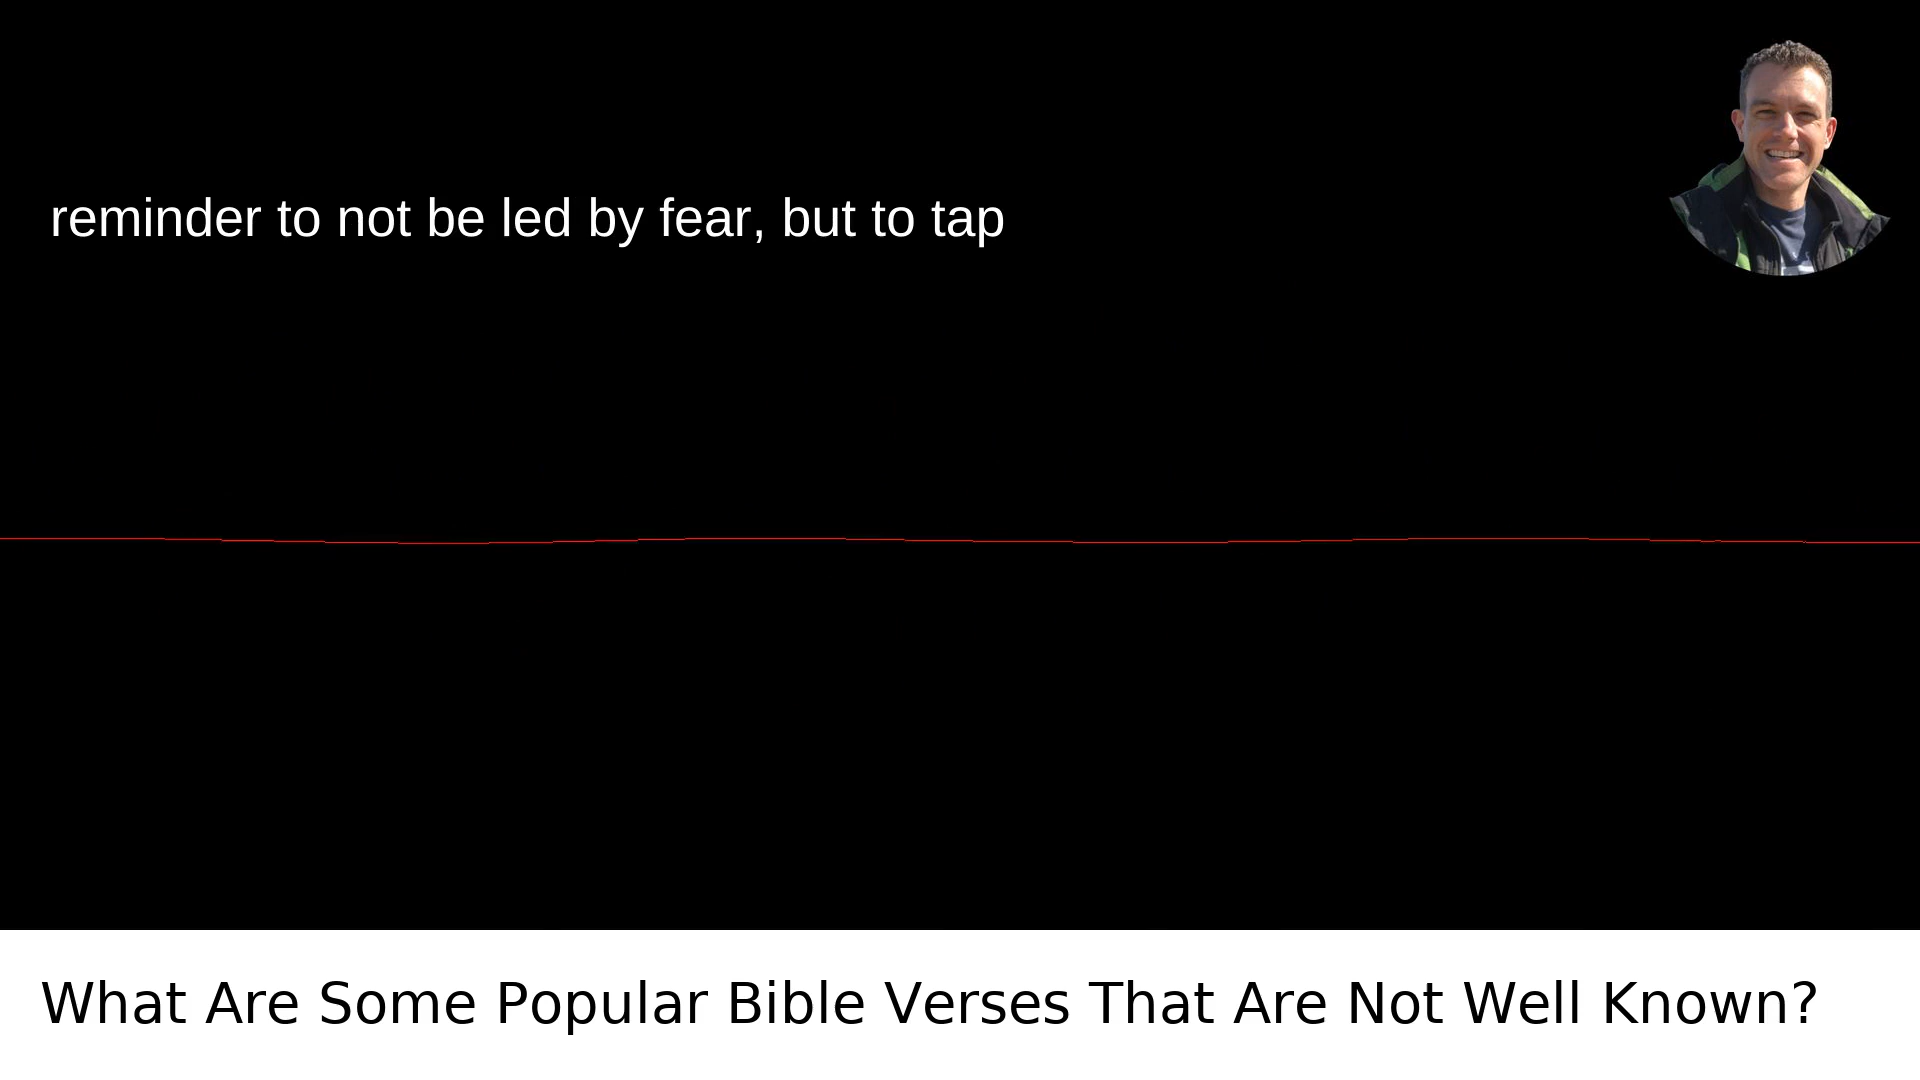 reminder to not be led by fear, but to tap
What Are Some Popular Bible Verses That Are Not Well Known?